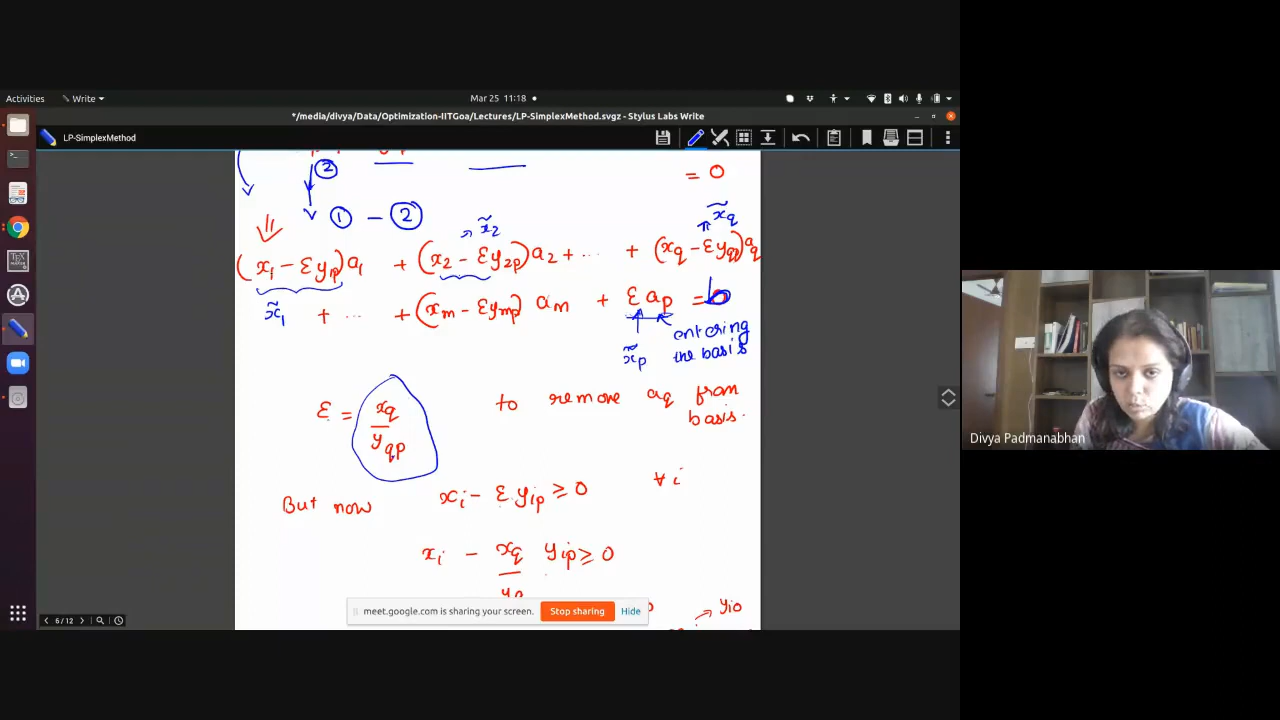 Activities Write Mar 25 11:18
*/media/divya/Data/Optimization-IITGoa/Lectures/LP-SimplexMethod.svgz - Stylus Labs Write
LP-SimplexMethod
②
= 0
① - ②
x̃₂ x̃q
(x₁ - εy₁p)a₁ + (x₂ - εy₂p)a₂ + ... + (xq - εyqp)aq
x̃₁ + ... + (xm - εymp) am + εap = b
x̃p entering
the basis
ε = xq/yqp to remove aq from
basis.
But now xi - εyip ≥ 0 ∀i
xi - xq yip ≥ 0
yio
meet.google.com is sharing your screen. Stop sharing Hide
6/12
Divya Padmanabhan